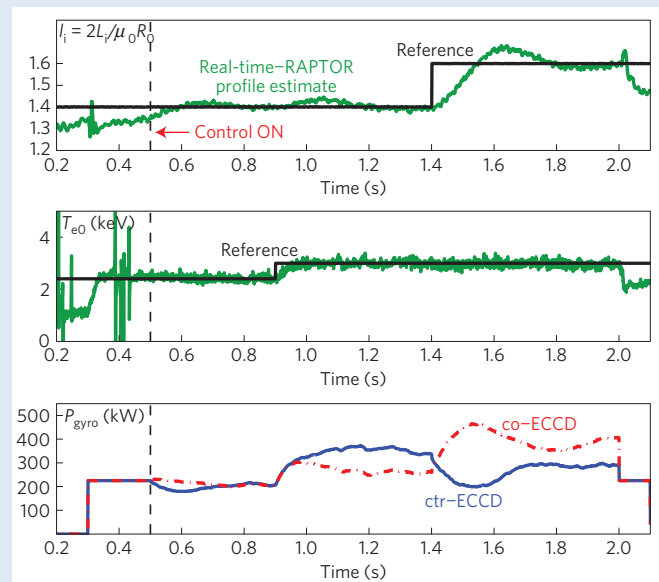 lᵢ = 2Lᵢ/μ₀R₀
Reference
1.6
Real-time-RAPTOR
profile estimate
1.5
1.4
1.3
Control ON
1.2
0.2 0.4 0.6 0.8 1.0 1.2 1.4 1.6 1.8 2.0
Time (s)
Tₑ₀ (keV)
4
Reference
2
0
0.2 0.4 0.6 0.8 1.0 1.2 1.4 1.6 1.8 2.0
Time (s)
P_gyro (kW)
500
co-ECCD
400
300
200
ctr-ECCD
100
0.2 0.4 0.6 0.8 1.0 1.2 1.4 1.6 1.8 2.0
Time (s)